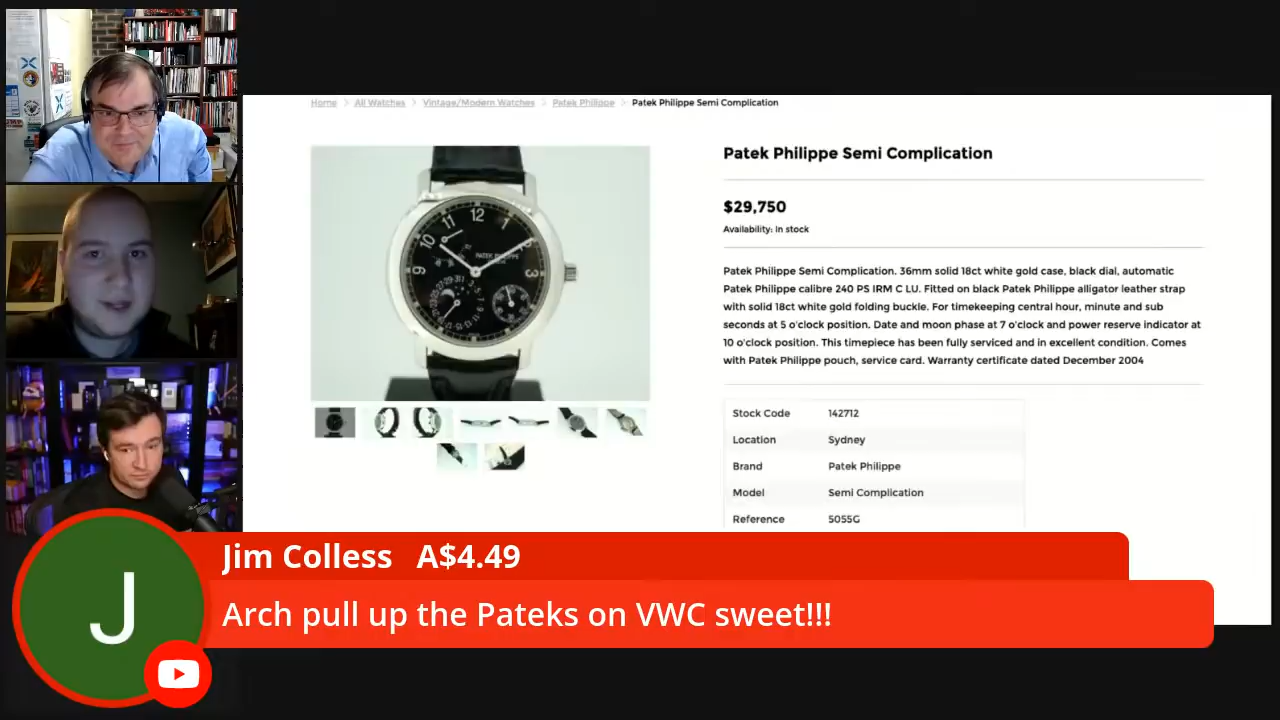 Home > All Watches > Vintage/Modern Watches > Patek Philippe > Patek Philippe Semi Complication
Patek Philippe Semi Complication
$29,750
Availability: In stock
Patek Philippe Semi Complication. 36mm solid 18ct white gold case, black dial, automatic
Patek Philippe calibre 240 PS IRM C LU. Fitted on black Patek Philippe alligator leather strap
with solid 18ct white gold folding buckle. For timekeeping central hour, minute and sub
seconds at 5 o'clock position. Date and moon phase at 7 o'clock and power reserve indicator at
10 o'clock position. This timepiece has been fully serviced and in excellent condition. Comes
with Patek Philippe pouch, service card. Warranty certificate dated December 2004
Stock Code 142712
Location Sydney
Brand Patek Philippe
Model Semi Complication
Reference 5055G
12
11
1
10
PATEK PHILIPPE
9
3
J
Jim Colless A$4.49
Arch pull up the Pateks on VWC sweet!!!